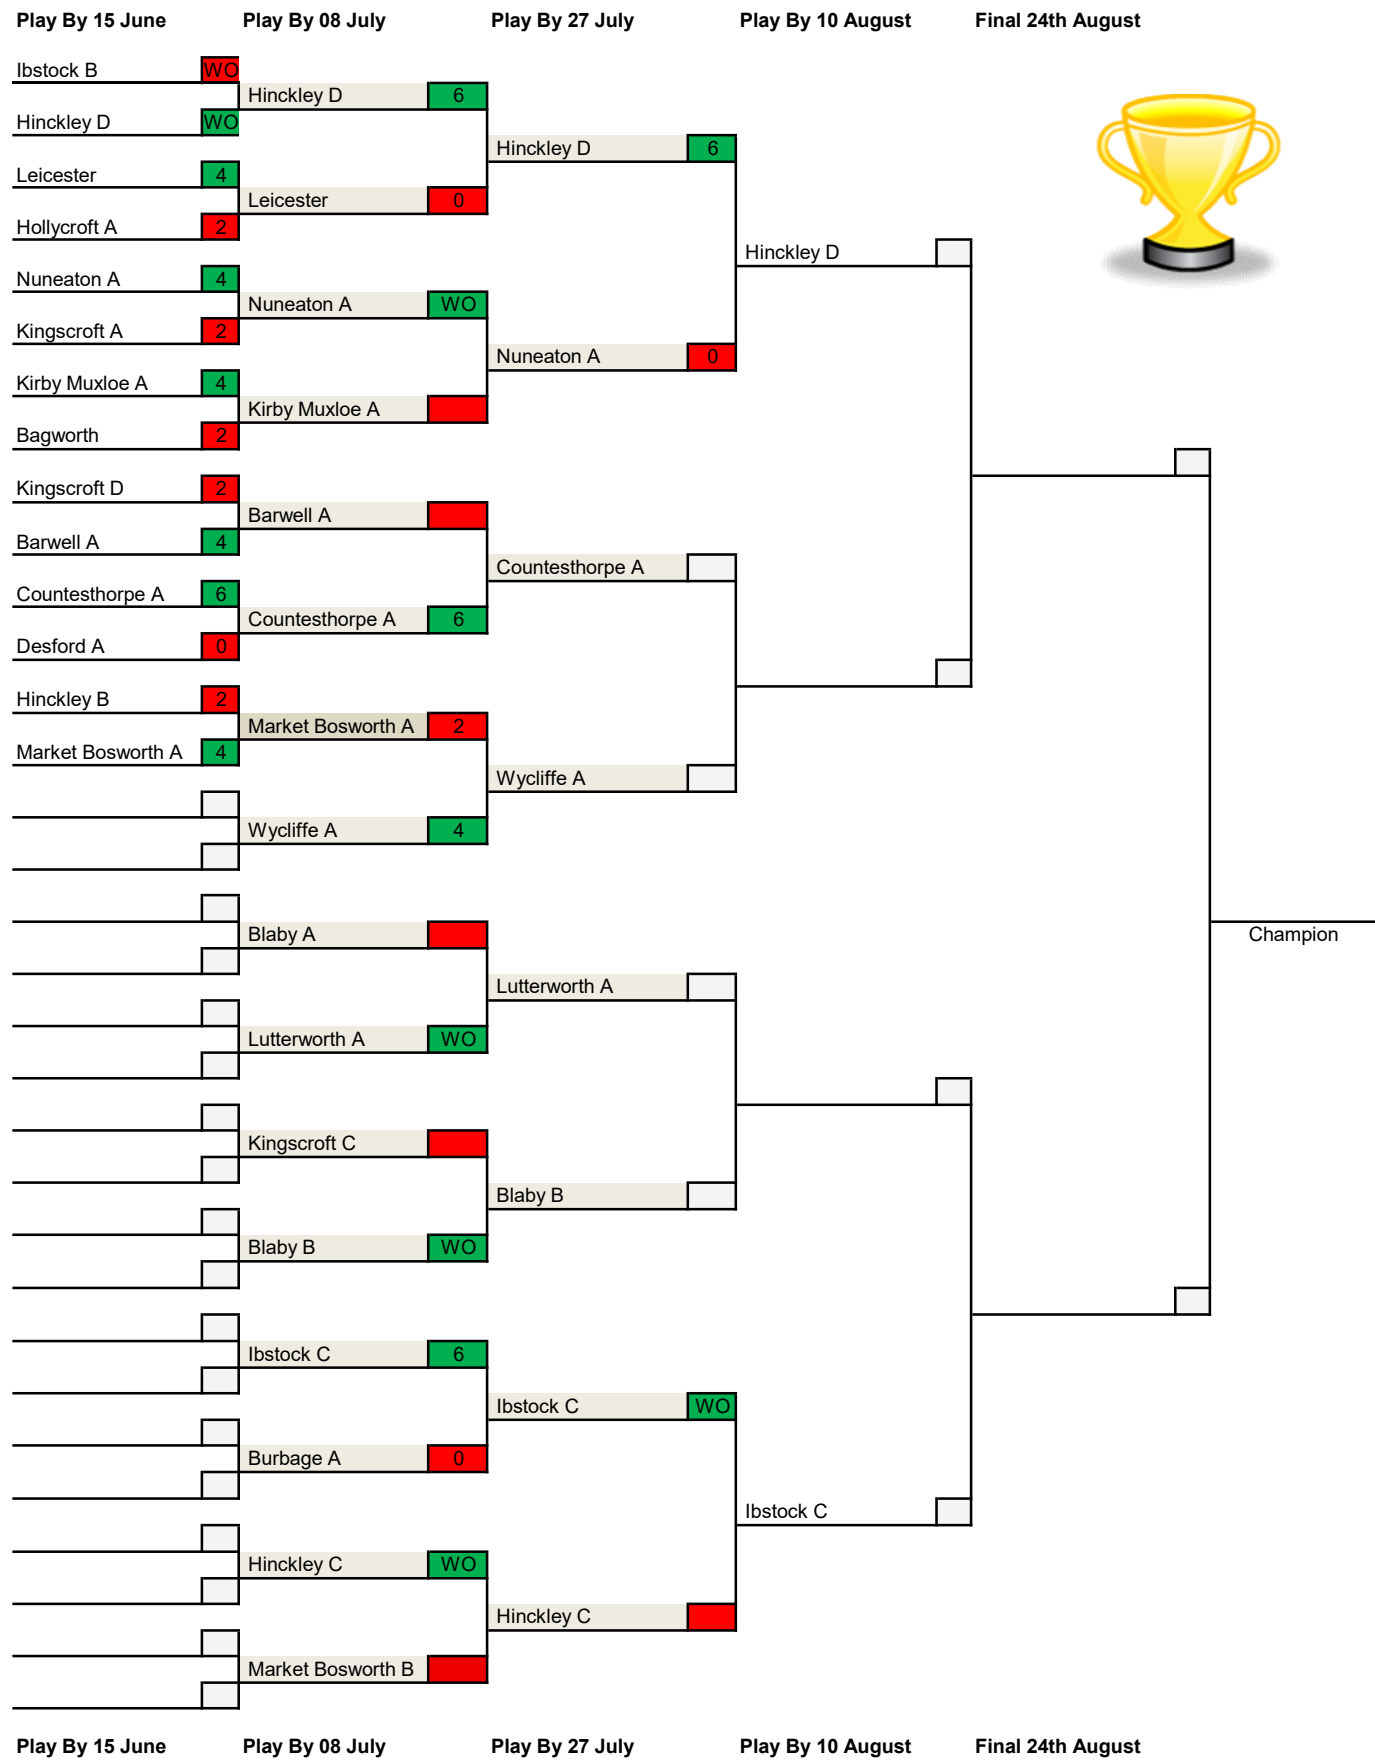 Play By 15 June Play By 08 July Play By 27 July Play By 10 August Final 24th August
Ibstock B WO
Hinckley D 6
Hinckley D WO
Hinckley D 6
Leicester 4
Leicester 0
Hollycroft A 2
Hinckley D
Nuneaton A 4
Nuneaton A WO
Kingscroft A 2
Nuneaton A 0
Kirby Muxloe A 4
Kirby Muxloe A
Bagworth 2
Kingscroft D 2
Barwell A
Barwell A 4
Countesthorpe A
Countesthorpe A 6
Countesthorpe A 6
Desford A 0
Hinckley B 2
Market Bosworth A 2
Market Bosworth A 4
Wycliffe A
Wycliffe A 4
Blaby A
Champion
Lutterworth A
Lutterworth A WO
Kingscroft C
Blaby B
Blaby B WO
Ibstock C 6
Ibstock C WO
Burbage A 0
Ibstock C
Hinckley C WO
Hinckley C
Market Bosworth B
Play By 15 June Play By 08 July Play By 27 July Play By 10 August Final 24th August